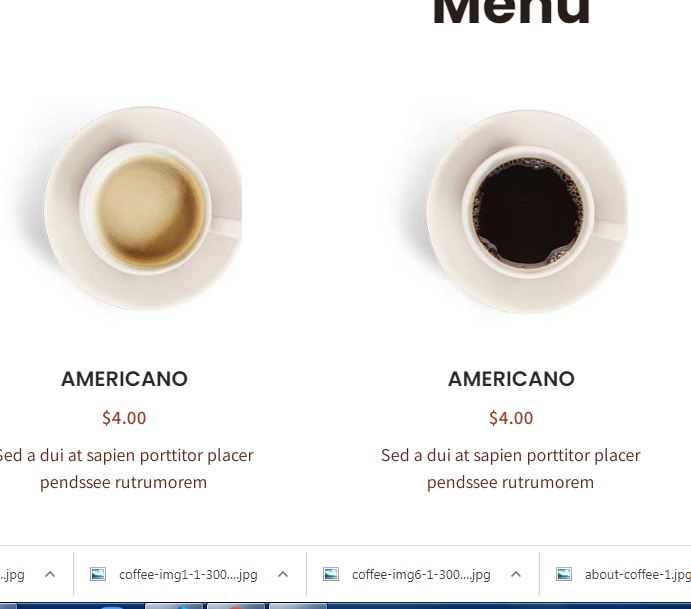 Menu
AMERICANO
$4.00
Sed a dui at sapien porttitor placer
pendssee rutrumorem
AMERICANO
$4.00
Sed a dui at sapien porttitor placer
pendssee rutrumorem
..jpg
coffee-img1-1-300....jpg
coffee-img6-1-300....jpg
about-coffee-1.jpg